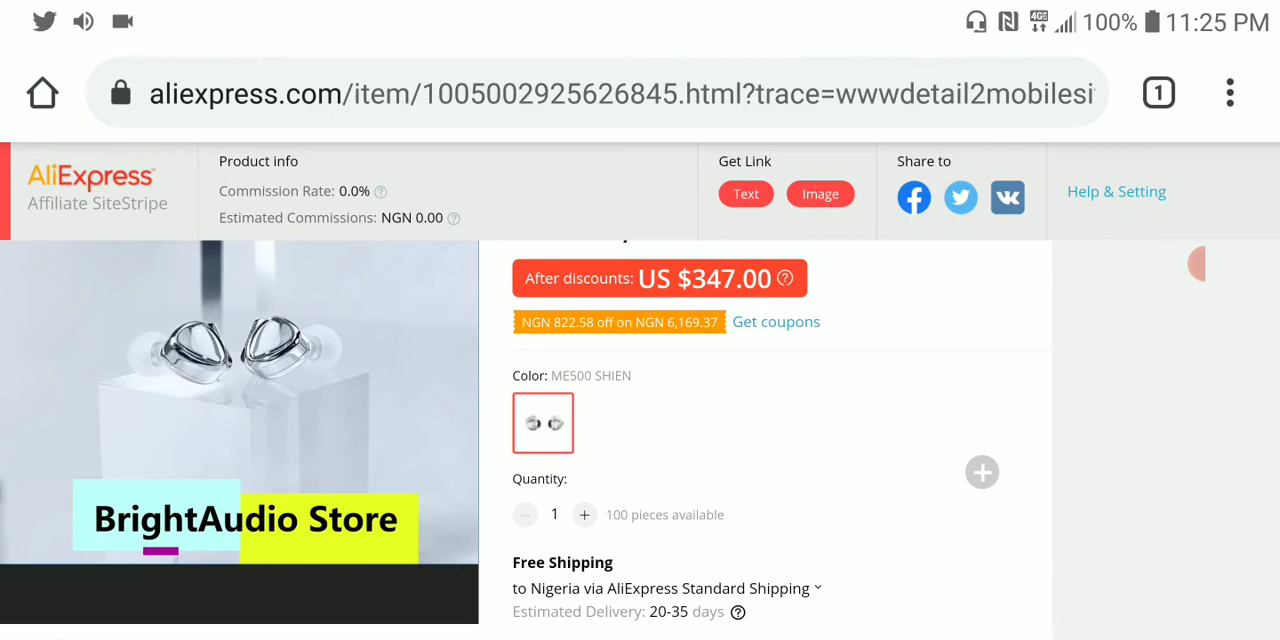 4GE 100% 11:25 PM
aliexpress.com/item/1005002925626845.html?trace=wwwdetail2mobilesi
1
AliExpress
Affiliate SiteStripe
Product info
Commission Rate: 0.0% ?
Estimated Commissions: NGN 0.00 ?
Get Link
Text Image
Share to
Help & Setting
After discounts: US $347.00 ?
NGN 822.58 off on NGN 6,169.37 Get coupons
Color: ME500 SHIEN
Quantity:
1 + 100 pieces available
Free Shipping
to Nigeria via AliExpress Standard Shipping
Estimated Delivery: 20-35 days ?
BrightAudio Store